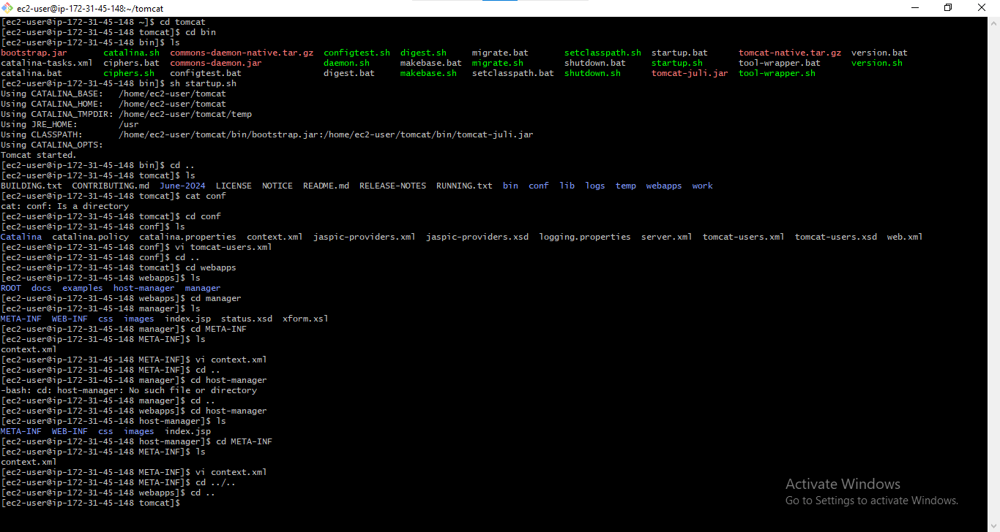 ec2-user@ip-172-31-45-148:~/tomcat
[ec2-user@ip-172-31-45-148 ~]$ cd tomcat
[ec2-user@ip-172-31-45-148 tomcat]$ cd bin
[ec2-user@ip-172-31-45-148 bin]$ ls
bootstrap.jar catalina.sh commons-daemon-native.tar.gz configtest.sh digest.sh migrate.bat setclasspath.sh startup.bat tomcat-native.tar.gz version.bat
catalina-tasks.xml ciphers.bat commons-daemon.jar daemon.sh makebase.bat migrate.sh shutdown.bat startup.sh tool-wrapper.bat version.sh
catalina.bat ciphers.sh configtest.bat digest.bat makebase.sh setclasspath.bat shutdown.sh tomcat-juli.jar tool-wrapper.sh
[ec2-user@ip-172-31-45-148 bin]$ sh startup.sh
Using CATALINA_BASE: /home/ec2-user/tomcat
Using CATALINA_HOME: /home/ec2-user/tomcat
Using CATALINA_TMPDIR: /home/ec2-user/tomcat/temp
Using JRE_HOME: /usr
Using CLASSPATH: /home/ec2-user/tomcat/bin/bootstrap.jar:/home/ec2-user/tomcat/bin/tomcat-juli.jar
Using CATALINA_OPTS:
Tomcat started.
[ec2-user@ip-172-31-45-148 bin]$ cd ..
[ec2-user@ip-172-31-45-148 tomcat]$ ls
BUILDING.txt CONTRIBUTING.md June-2024 LICENSE NOTICE README.md RELEASE-NOTES RUNNING.txt bin conf lib logs temp webapps work
[ec2-user@ip-172-31-45-148 tomcat]$ cat conf
cat: conf: Is a directory
[ec2-user@ip-172-31-45-148 tomcat]$ cd conf
[ec2-user@ip-172-31-45-148 conf]$ ls
Catalina catalina.policy catalina.properties context.xml jaspic-providers.xml jaspic-providers.xsd logging.properties server.xml tomcat-users.xml tomcat-users.xsd web.xml
[ec2-user@ip-172-31-45-148 conf]$ vi tomcat-users.xml
[ec2-user@ip-172-31-45-148 conf]$ cd ..
[ec2-user@ip-172-31-45-148 tomcat]$ cd webapps
[ec2-user@ip-172-31-45-148 webapps]$ ls
ROOT docs examples host-manager manager
[ec2-user@ip-172-31-45-148 webapps]$ cd manager
[ec2-user@ip-172-31-45-148 manager]$ ls
META-INF WEB-INF css images index.jsp status.xsd xform.xsl
[ec2-user@ip-172-31-45-148 manager]$ cd META-INF
[ec2-user@ip-172-31-45-148 META-INF]$ ls
context.xml
[ec2-user@ip-172-31-45-148 META-INF]$ vi context.xml
[ec2-user@ip-172-31-45-148 META-INF]$ cd ..
[ec2-user@ip-172-31-45-148 manager]$ cd host-manager
-bash: cd: host-manager: No such file or directory
[ec2-user@ip-172-31-45-148 manager]$ cd ..
[ec2-user@ip-172-31-45-148 webapps]$ cd host-manager
[ec2-user@ip-172-31-45-148 host-manager]$ ls
META-INF WEB-INF css images index.jsp
[ec2-user@ip-172-31-45-148 host-manager]$ cd META-INF
[ec2-user@ip-172-31-45-148 META-INF]$ ls
context.xml
[ec2-user@ip-172-31-45-148 META-INF]$ vi context.xml
[ec2-user@ip-172-31-45-148 META-INF]$ cd ../..
[ec2-user@ip-172-31-45-148 webapps]$ cd ..
[ec2-user@ip-172-31-45-148 tomcat]$
Activate Windows
Go to Settings to activate Windows.